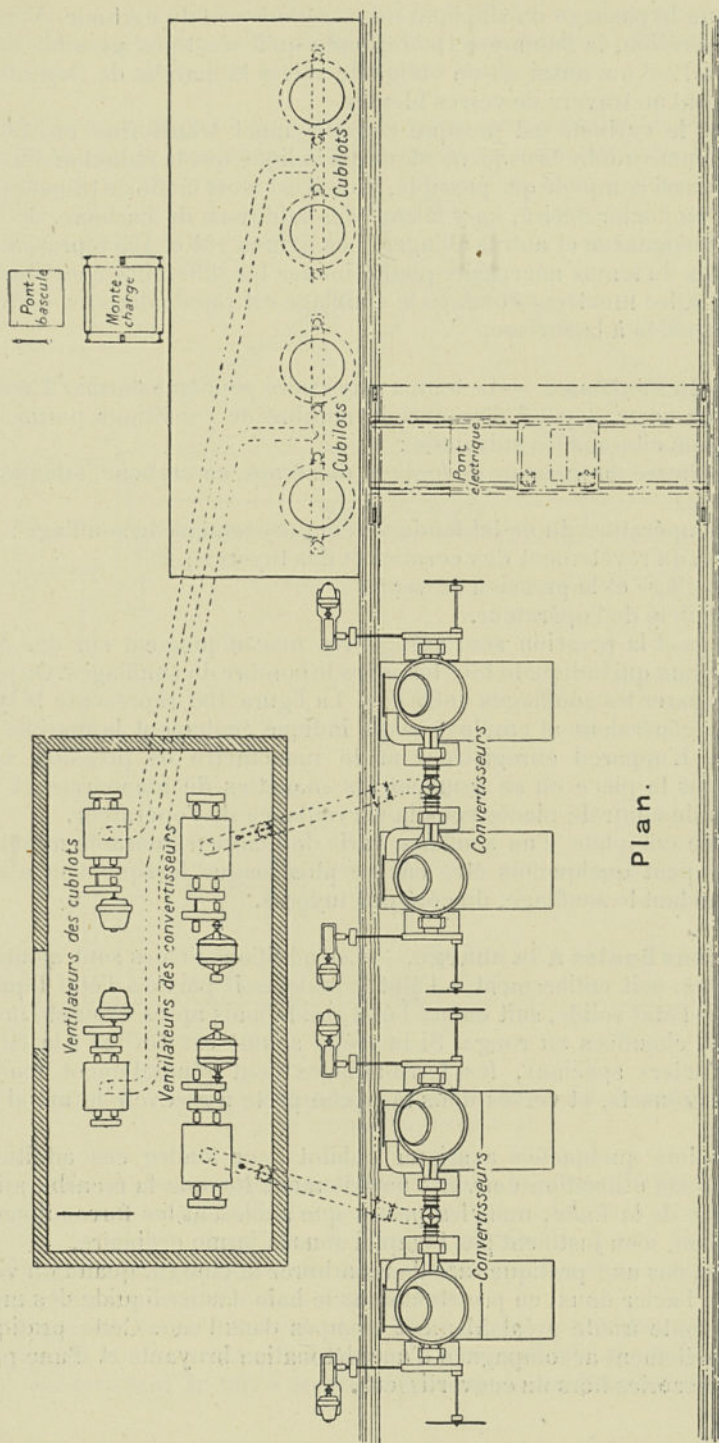 Pont-
bascule
Monte-
charge
Cubilots
Cubilots
Pont
électrique
Ventilateurs des cubilots
Ventilateurs des convertisseurs
Convertisseurs
Convertisseurs
Plan.